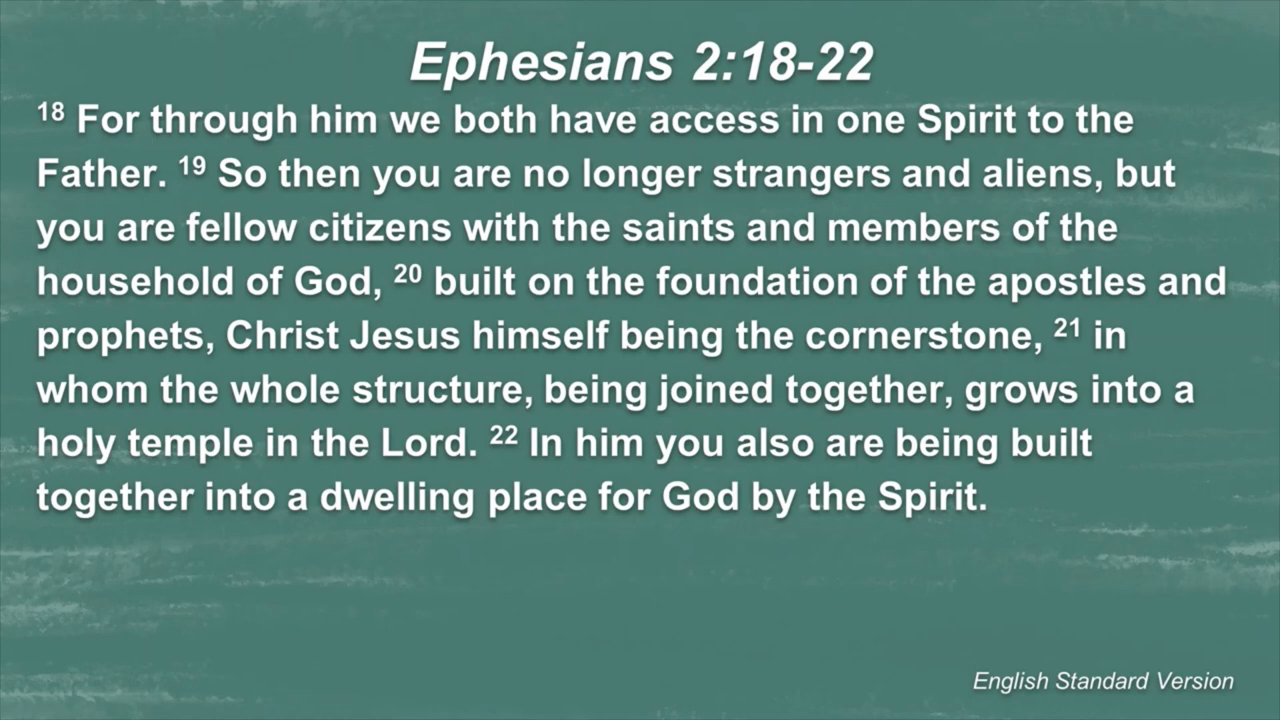 Ephesians 2:18-22
18 For through him we both have access in one Spirit to the
Father. 19 So then you are no longer strangers and aliens, but
you are fellow citizens with the saints and members of the
household of God, 20 built on the foundation of the apostles and
prophets, Christ Jesus himself being the cornerstone, 21 in
whom the whole structure, being joined together, grows into a
holy temple in the Lord. 22 In him you also are being built
together into a dwelling place for God by the Spirit.
English Standard Version